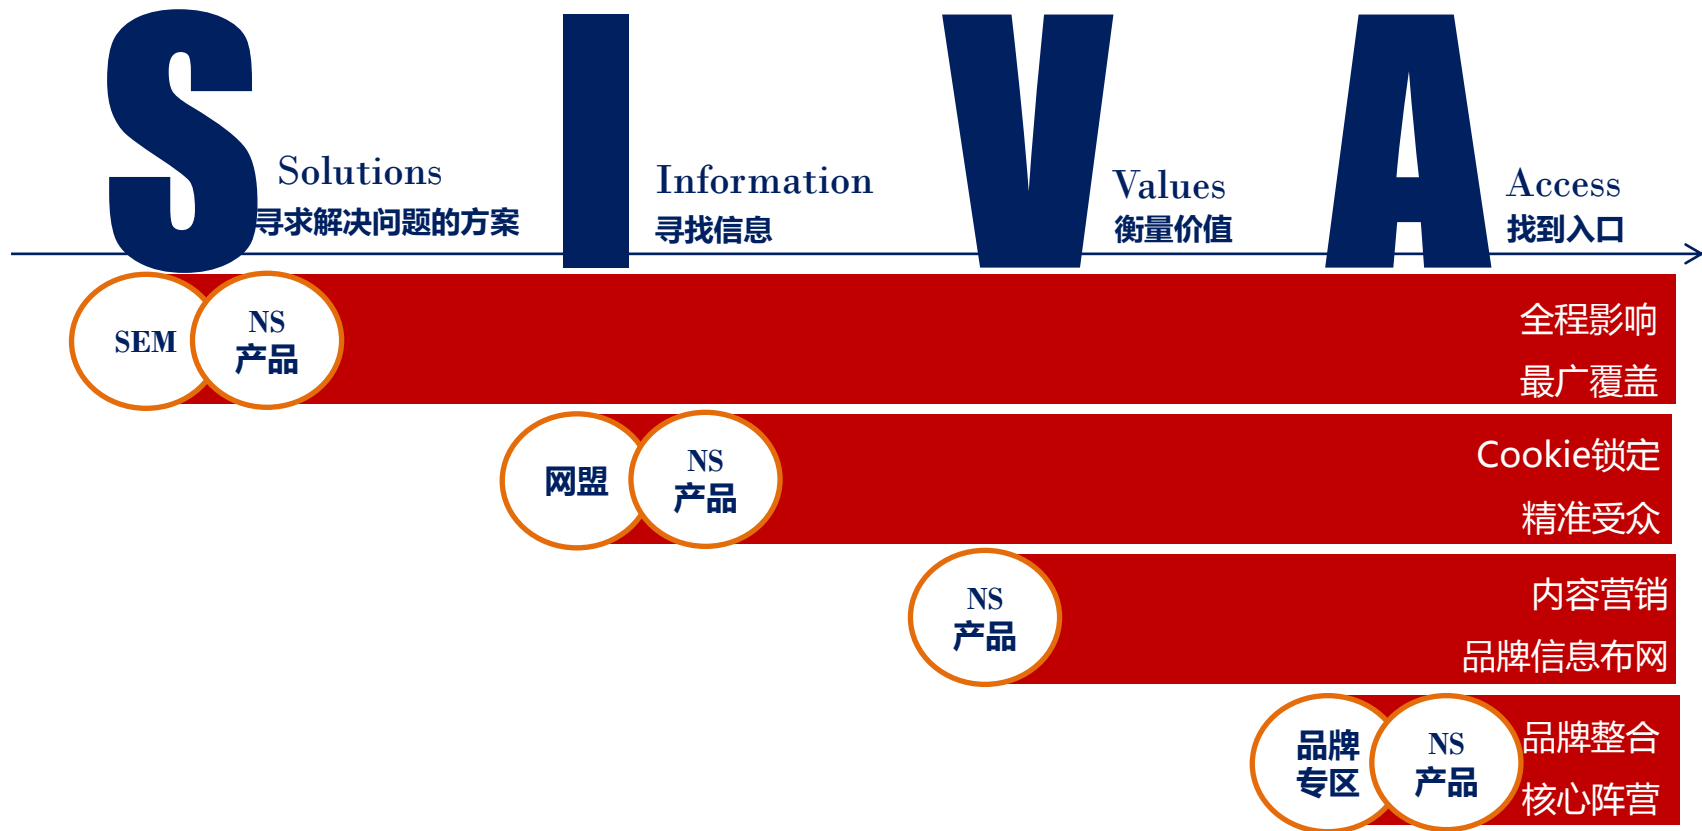 S I V A
Solutions
寻求解决问题的方案
Information
寻找信息
Values
衡量价值
Access
找到入口
SEM
NS
产品
全程影响
最广覆盖
网盟
NS
产品
Cookie锁定
精准受众
NS
产品
内容营销
品牌信息布网
品牌
专区
NS
产品
品牌整合
核心阵营